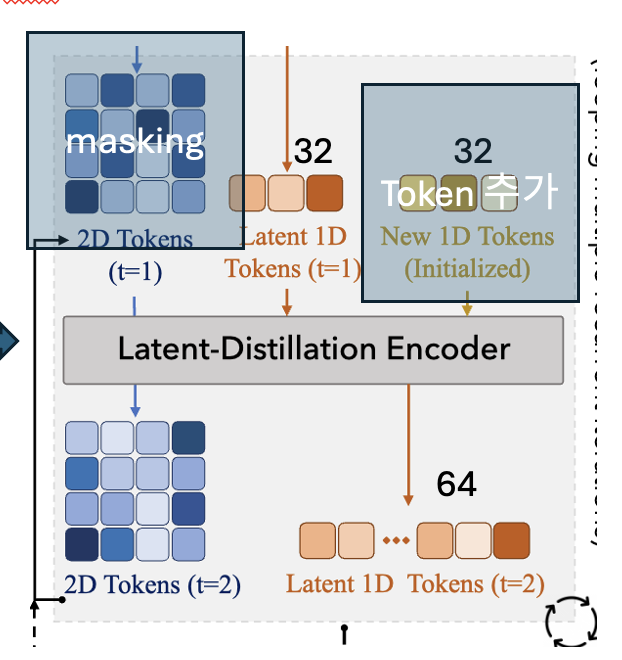 masking
32
32
Token 추가
2D Tokens
(t=1)
Latent 1D
Tokens (t=1)
New 1D Tokens
(Initialized)
Latent-Distillation Encoder
64
2D Tokens (t=2)
Latent 1D Tokens (t=2)